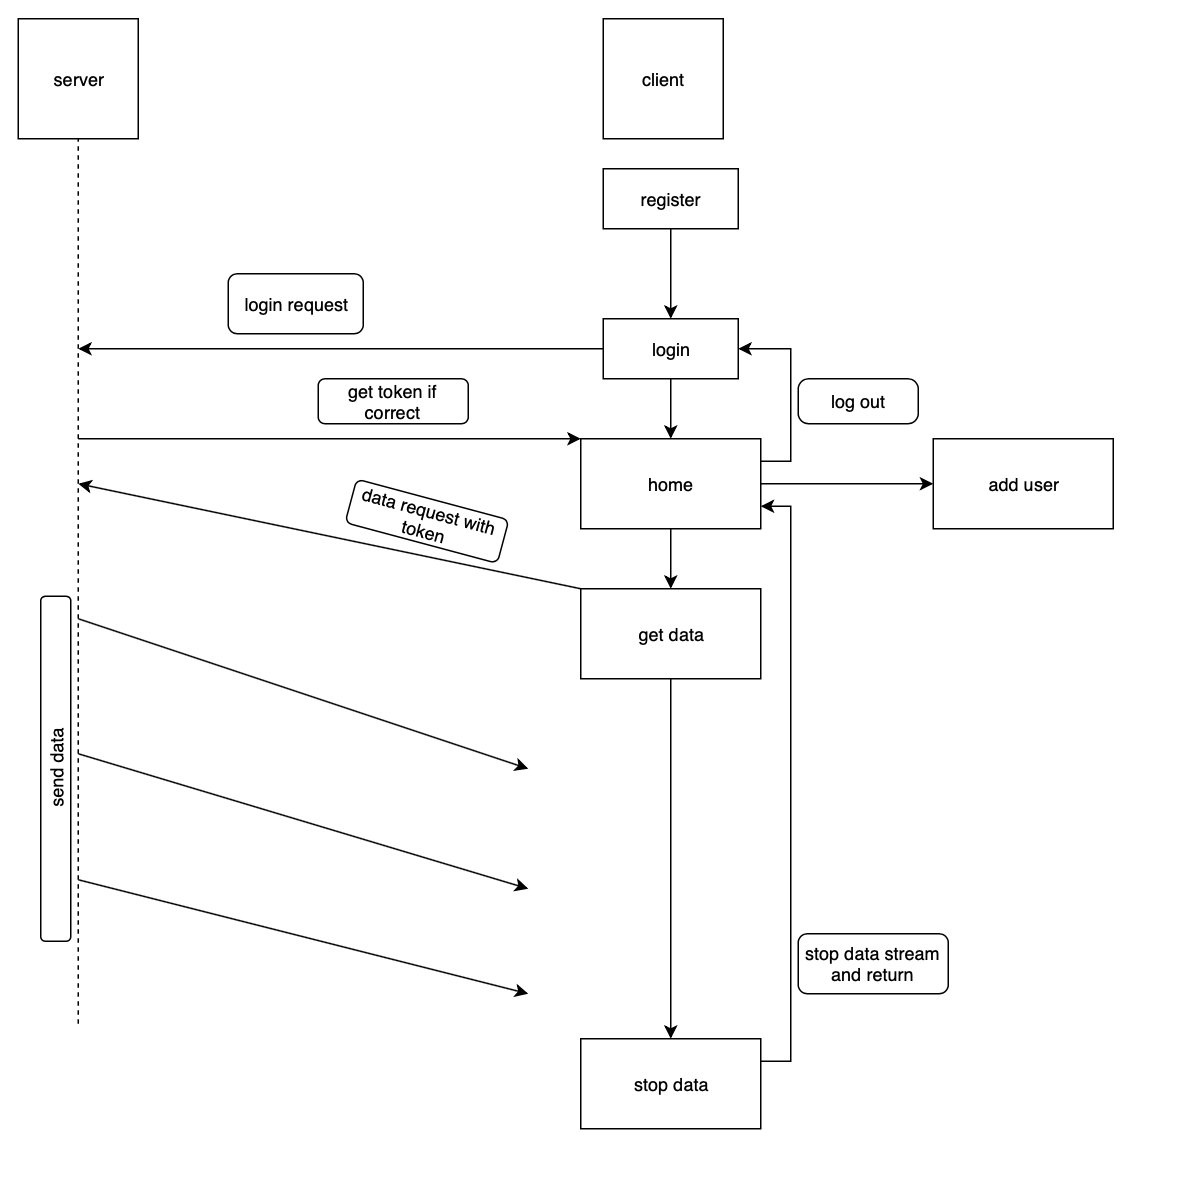 server
client
register
login request
login
get token if
correct
log out
home
add user
data request with
token
get data
send data
stop data stream
and return
stop data